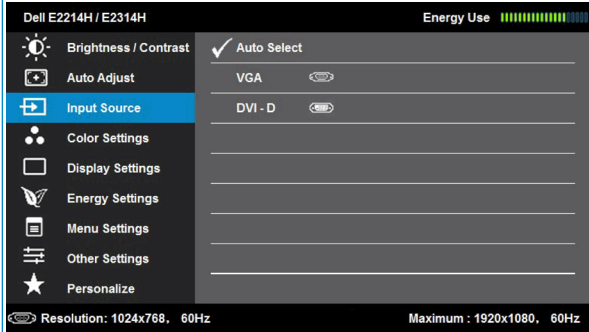 Dell E2214H / E2314H Energy Use
Brightness / Contrast Auto Select
Auto Adjust VGA
Input Source DVI - D
Color Settings
Display Settings
Energy Settings
Menu Settings
Other Settings
Personalize
Resolution: 1024x768, 60Hz Maximum : 1920x1080, 60Hz